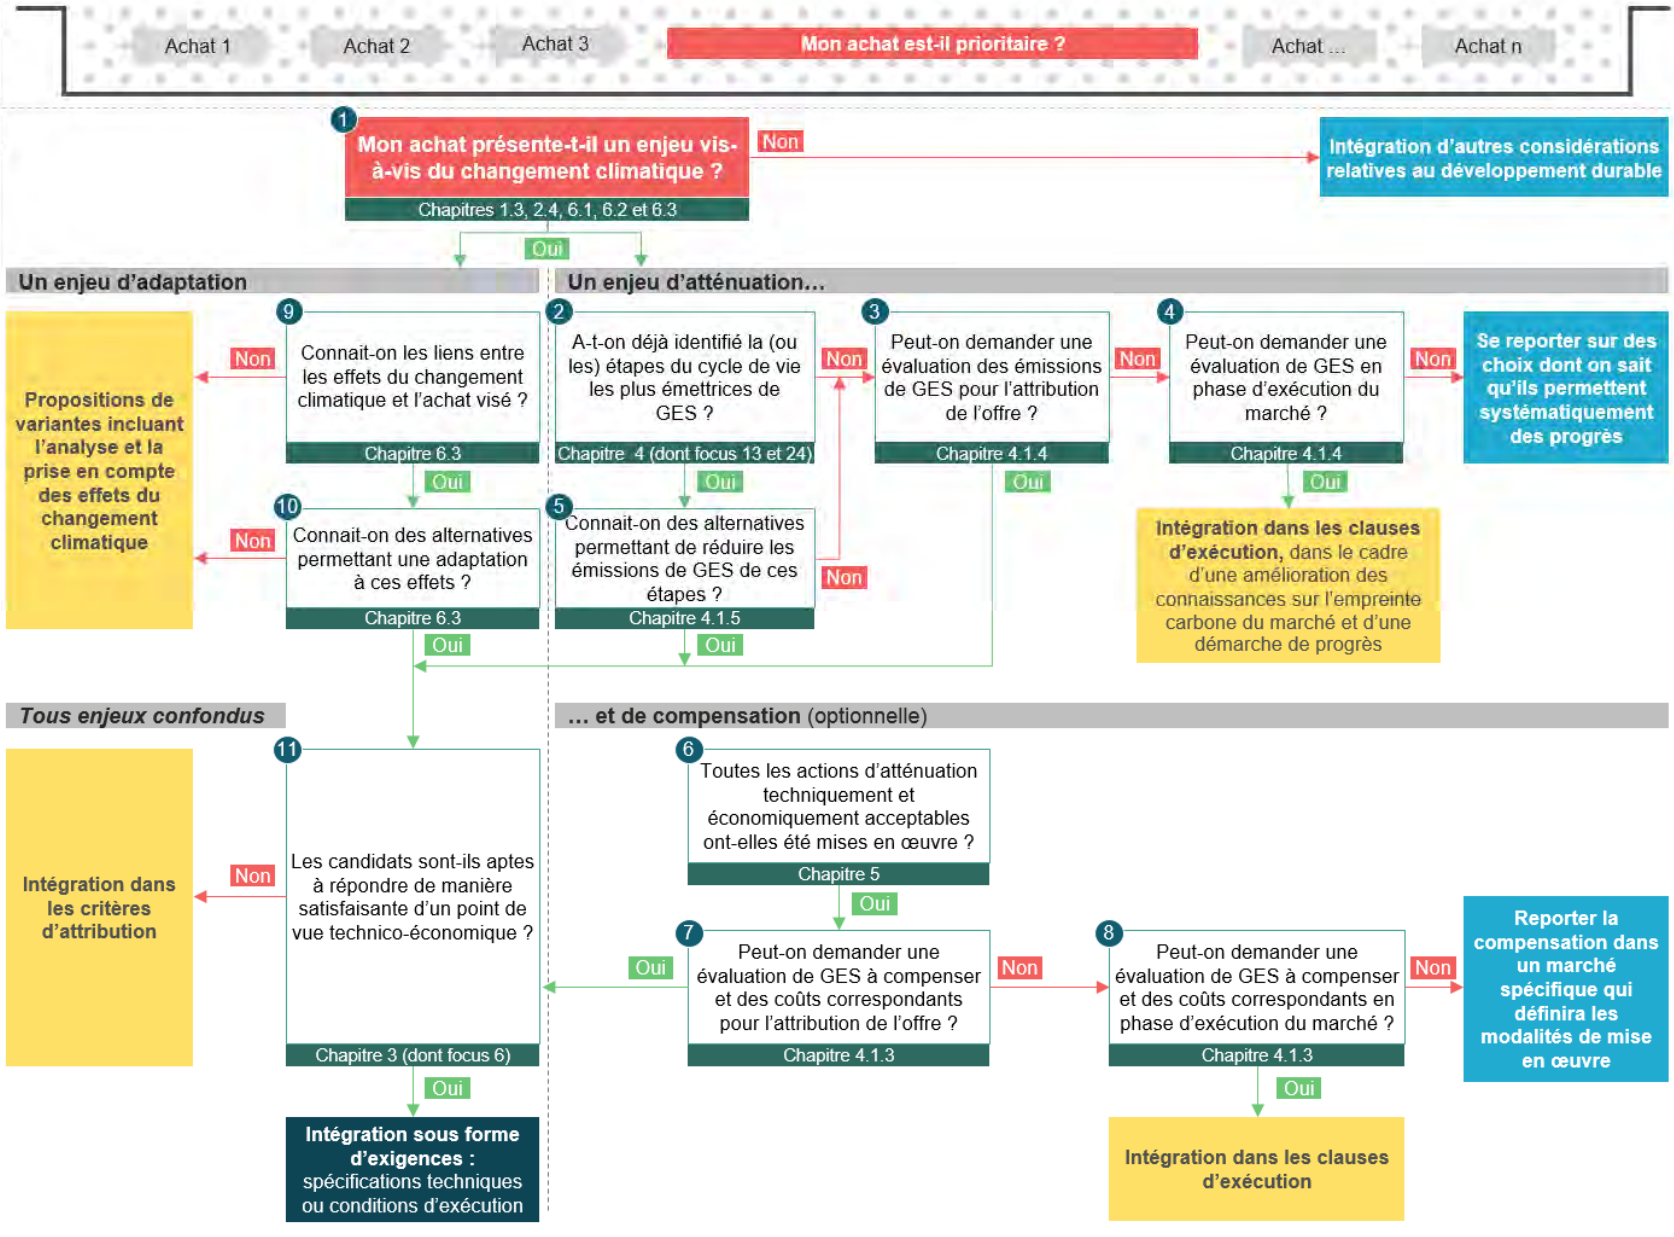 Achat 1
Achat 2
Achat 3
Mon achat est-il prioritaire ?
Achat ...
Achat n
1
Mon achat présente-t-il un enjeu vis-
à-vis du changement climatique ?
Chapitres 1.3, 2.4, 6.1, 6.2 et 6.3
Non
Intégration d'autres considérations
relatives au développement durable
Oui
Un enjeu d'adaptation
Un enjeu d'atténuation...
Propositions de
variantes incluant
l'analyse et la
prise en compte
des effets du
changement
climatique
Non
9
Connait-on les liens entre
les effets du changement
climatique et l'achat visé ?
Chapitre 6.3
Oui
2
A-t-on déjà identifié la (ou
les) étapes du cycle de vie
les plus émettrices de
GES ?
Chapitre 4 (dont focus 13 et 24)
Oui
Non
3
Peut-on demander une
évaluation des émissions
de GES pour l'attribution
de l'offre ?
Chapitre 4.1.4
Oui
Non
4
Peut-on demander une
évaluation de GES en
phase d'exécution du
marché ?
Chapitre 4.1.4
Oui
Non
Se reporter sur des
choix dont on sait
qu'ils permettent
systématiquement
des progrès
Non
10
Connait-on des alternatives
permettant une adaptation
à ces effets ?
Chapitre 6.3
Oui
5
Connait-on des alternatives
permettant de réduire les
émissions de GES de ces
étapes ?
Chapitre 4.1.5
Oui
Non
Intégration dans les clauses
d'exécution, dans le cadre
d'une amélioration des
connaissances sur l'empreinte
carbone du marché et d'une
démarche de progrès
Tous enjeux confondus
... et de compensation (optionnelle)
Intégration dans
les critères
d'attribution
Non
11
Les candidats sont-ils aptes
à répondre de manière
satisfaisante d'un point de
vue technico-économique ?
Chapitre 3 (dont focus 6)
Oui
Intégration sous forme
d'exigences :
spécifications techniques
ou conditions d'exécution
6
Toutes les actions d'atténuation
techniquement et
économiquement acceptables
ont-elles été mises en œuvre ?
Chapitre 5
Oui
Oui
7
Peut-on demander une
évaluation de GES à compenser
et des coûts correspondants
pour l'attribution de l'offre ?
Chapitre 4.1.3
Non
8
Peut-on demander une
évaluation de GES à compenser
et des coûts correspondants en
phase d'exécution du marché ?
Chapitre 4.1.3
Oui
Non
Reporter la
compensation dans
un marché
spécifique qui
définira les
modalités de mise
en œuvre
Intégration dans les clauses
d'exécution